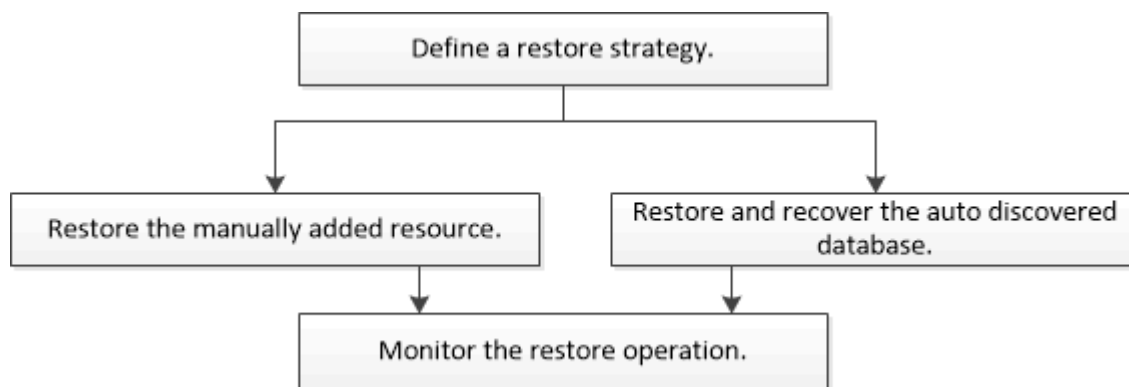 Define a restore strategy.
Restore the manually added resource.
Restore and recover the auto discovered
database.
Monitor the restore operation.